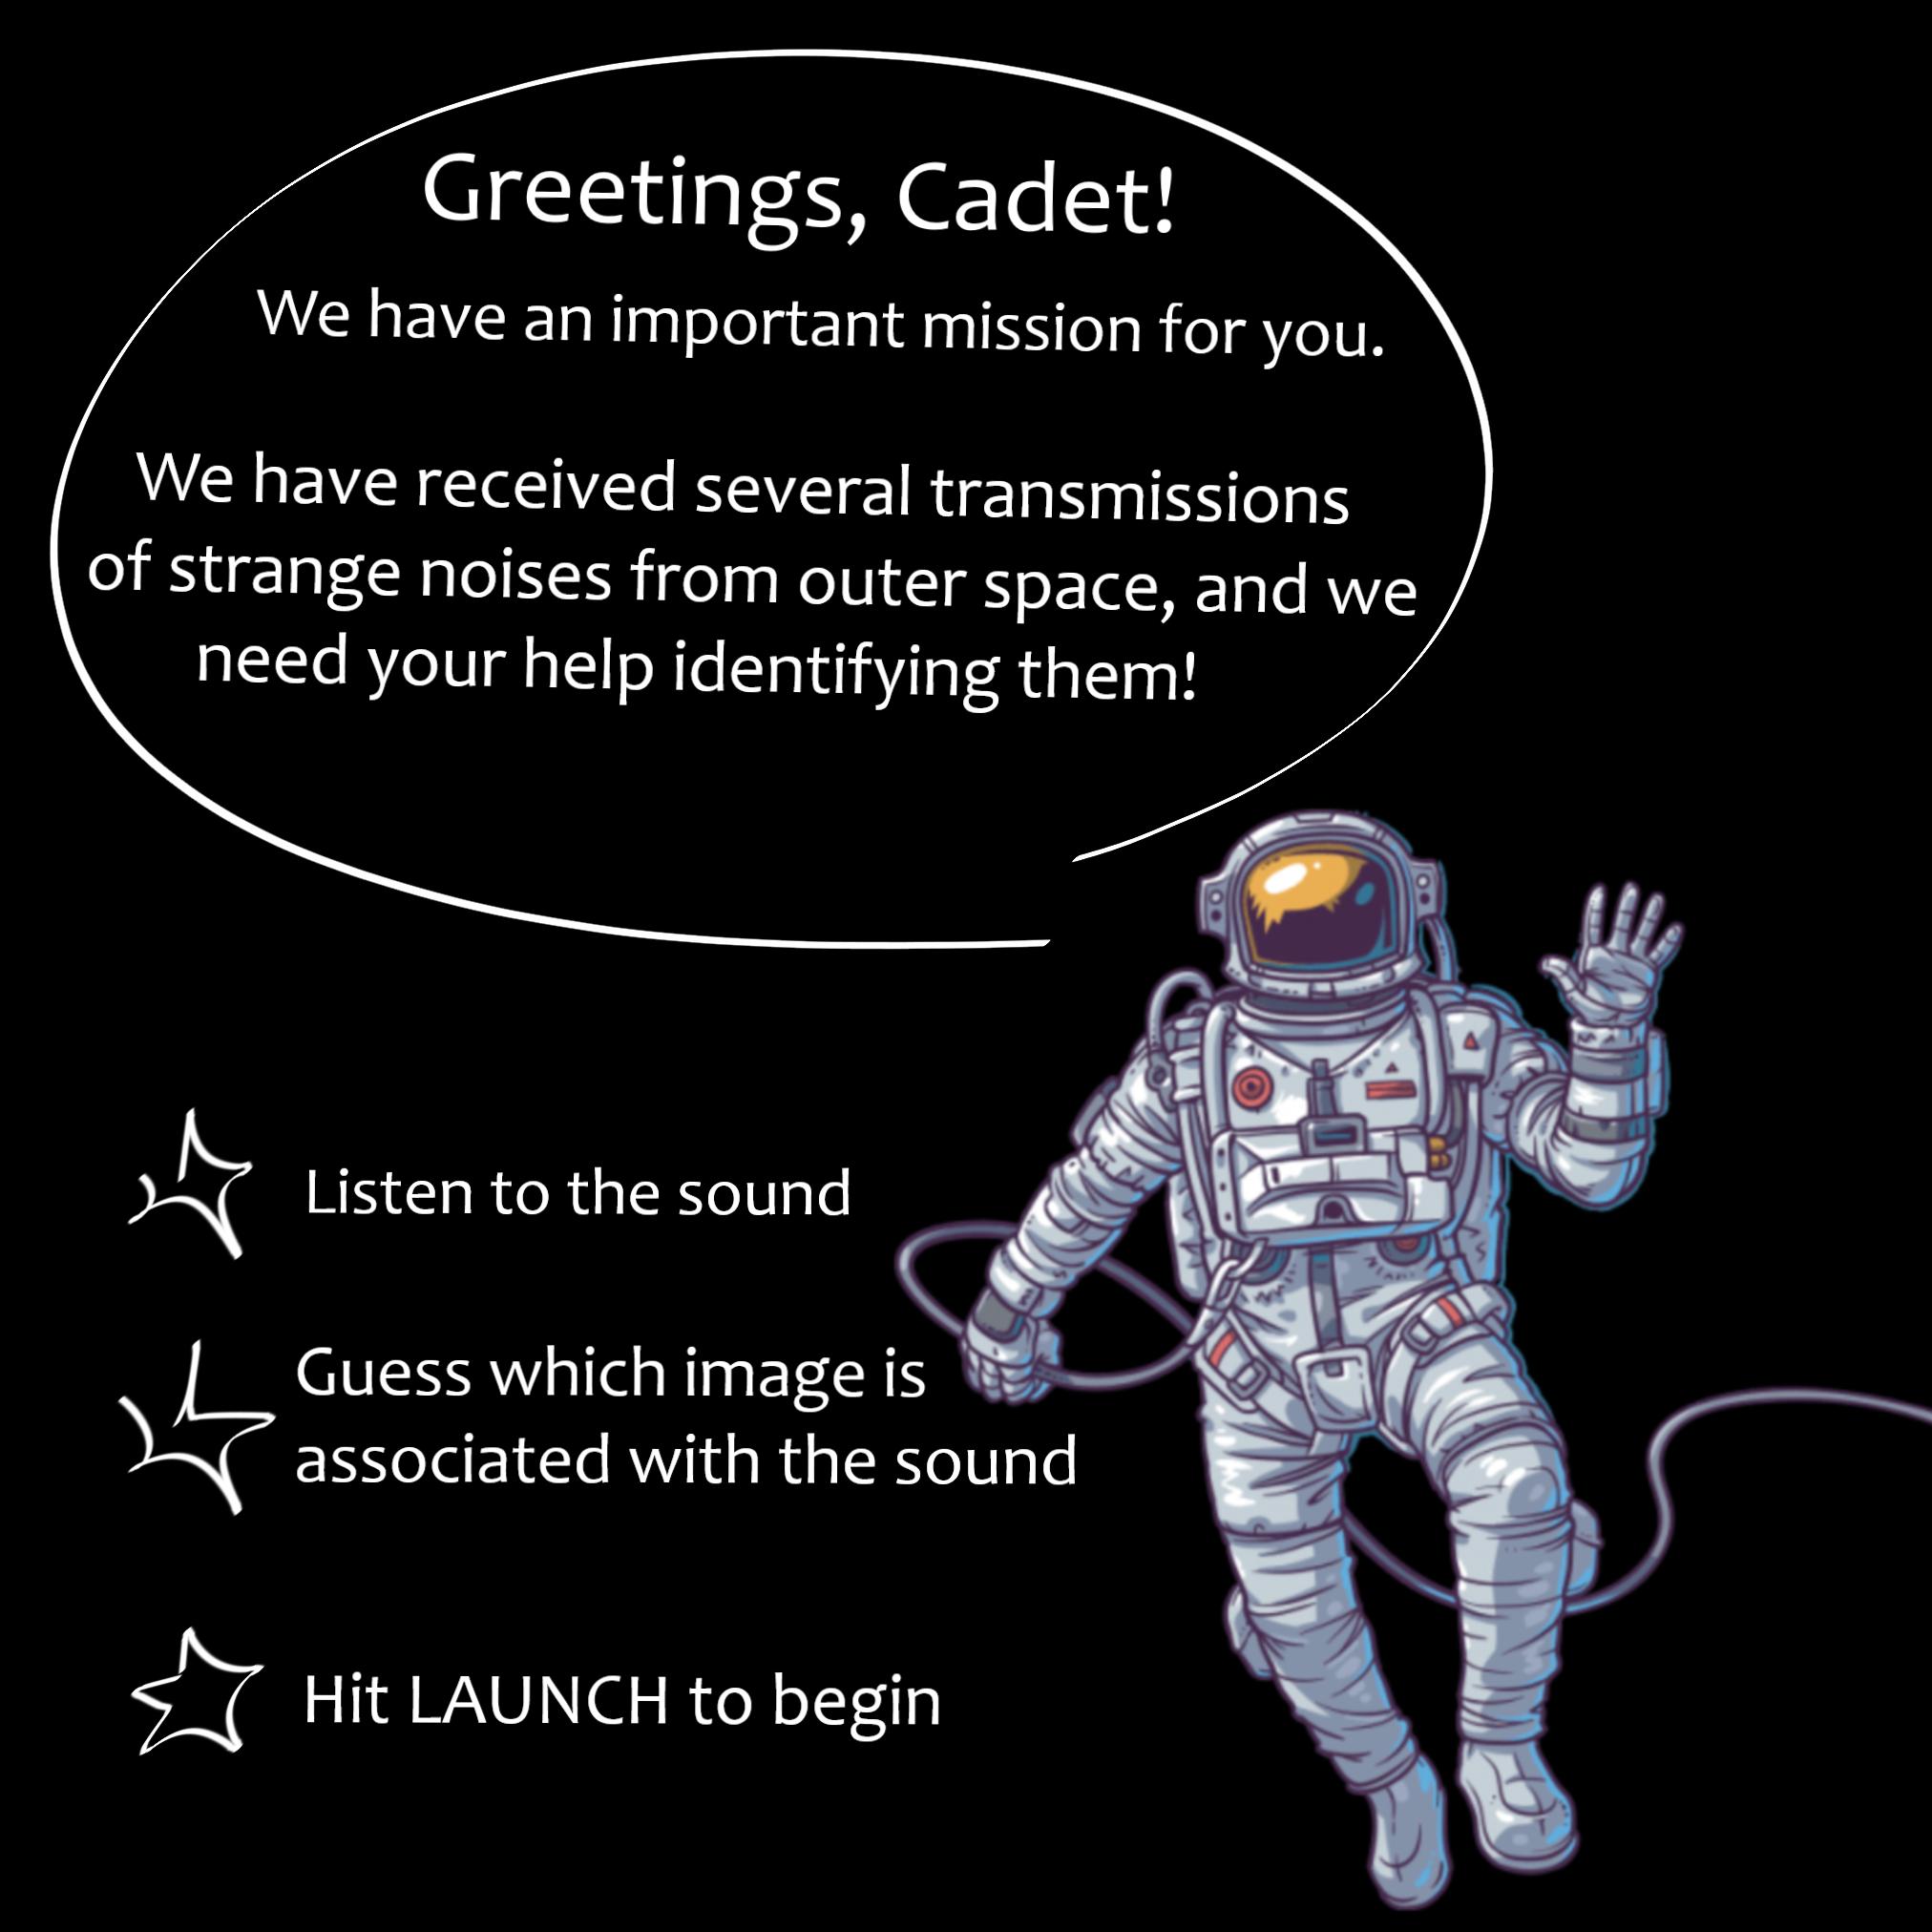 Greetings, Cadet!
We have an important mission for you.
We have received several transmissions
of strange noises from outer space, and we
need your help identifying them!
Listen to the sound
Guess which image is
associated with the sound
Hit LAUNCH to begin